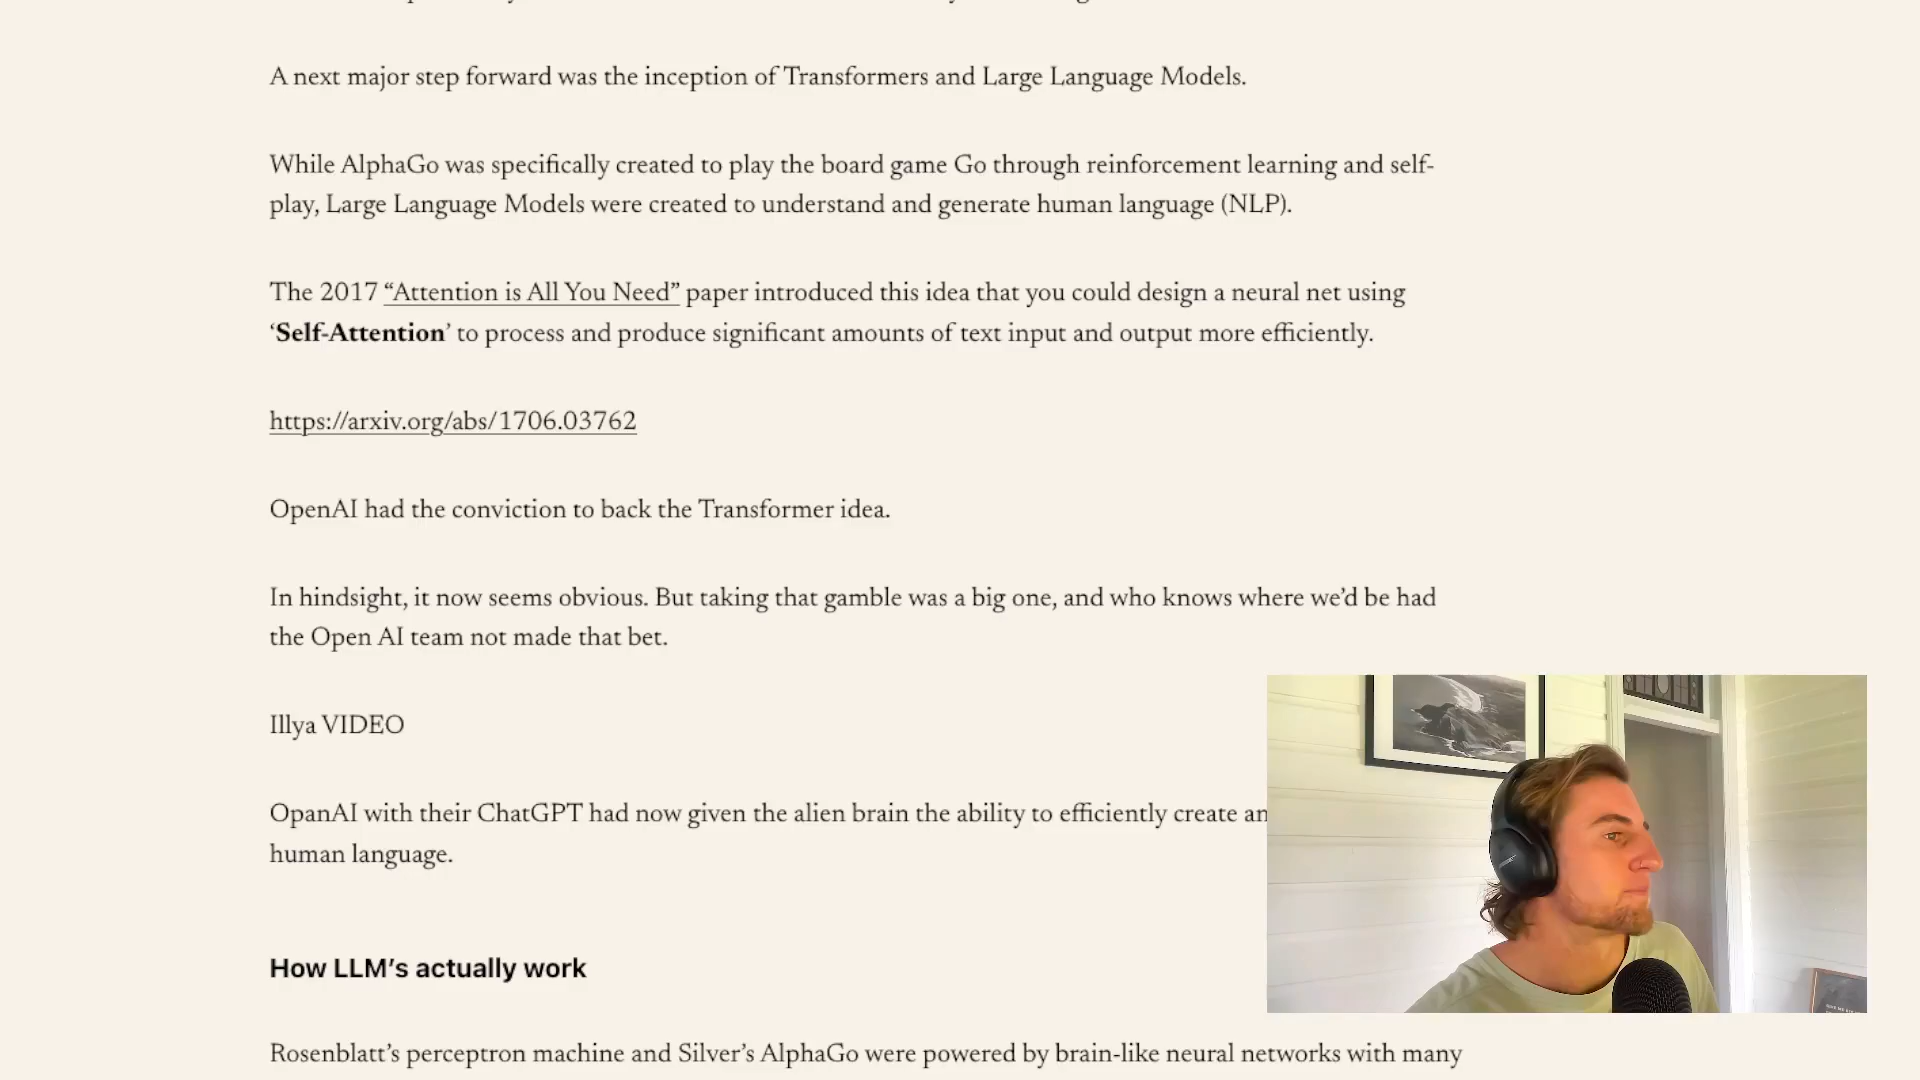 A next major step forward was the inception of Transformers and Large Language Models.
While AlphaGo was specifically created to play the board game Go through reinforcement learning and self-
play, Large Language Models were created to understand and generate human language (NLP).
The 2017 “Attention is All You Need” paper introduced this idea that you could design a neural net using
‘Self-Attention’ to process and produce significant amounts of text input and output more efficiently.
https://arxiv.org/abs/1706.03762
OpenAI had the conviction to back the Transformer idea.
In hindsight, it now seems obvious. But taking that gamble was a big one, and who knows where we’d be had
the Open AI team not made that bet.
Illya VIDEO
OpanAI with their ChatGPT had now given the alien brain the ability to efficiently create
human language.
How LLM’s actually work
Rosenblatt’s perceptron machine and Silver’s AlphaGo were powered by brain-like neural networks with many